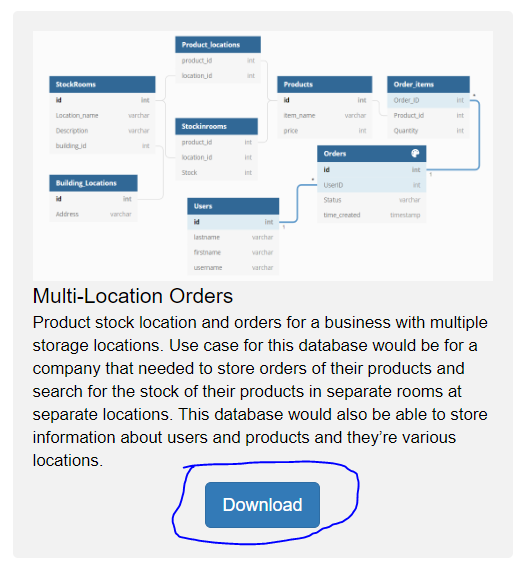 Product_locations
product_id int
location_id int
StockRooms
id int
Location_name varchar
Description varchar
building_id int
Products
id int
item_name varchar
price int
Order_items
Order_ID int
Product_id int
Quantity int
Stockinrooms
product_id int
location_id int
Stock int
Orders
id int
UserID int
Status varchar
time_created timestamp
Building_Locations
id int
Address varchar
Users
id int
lastname varchar
firstname varchar
username varchar
* 1
* 1
Multi-Location Orders
Product stock location and orders for a business with multiple
storage locations. Use case for this database would be for a
company that needed to store orders of their products and
search for the stock of their products in separate rooms at
separate locations. This database would also be able to store
information about users and products and they’re various
locations.
Download